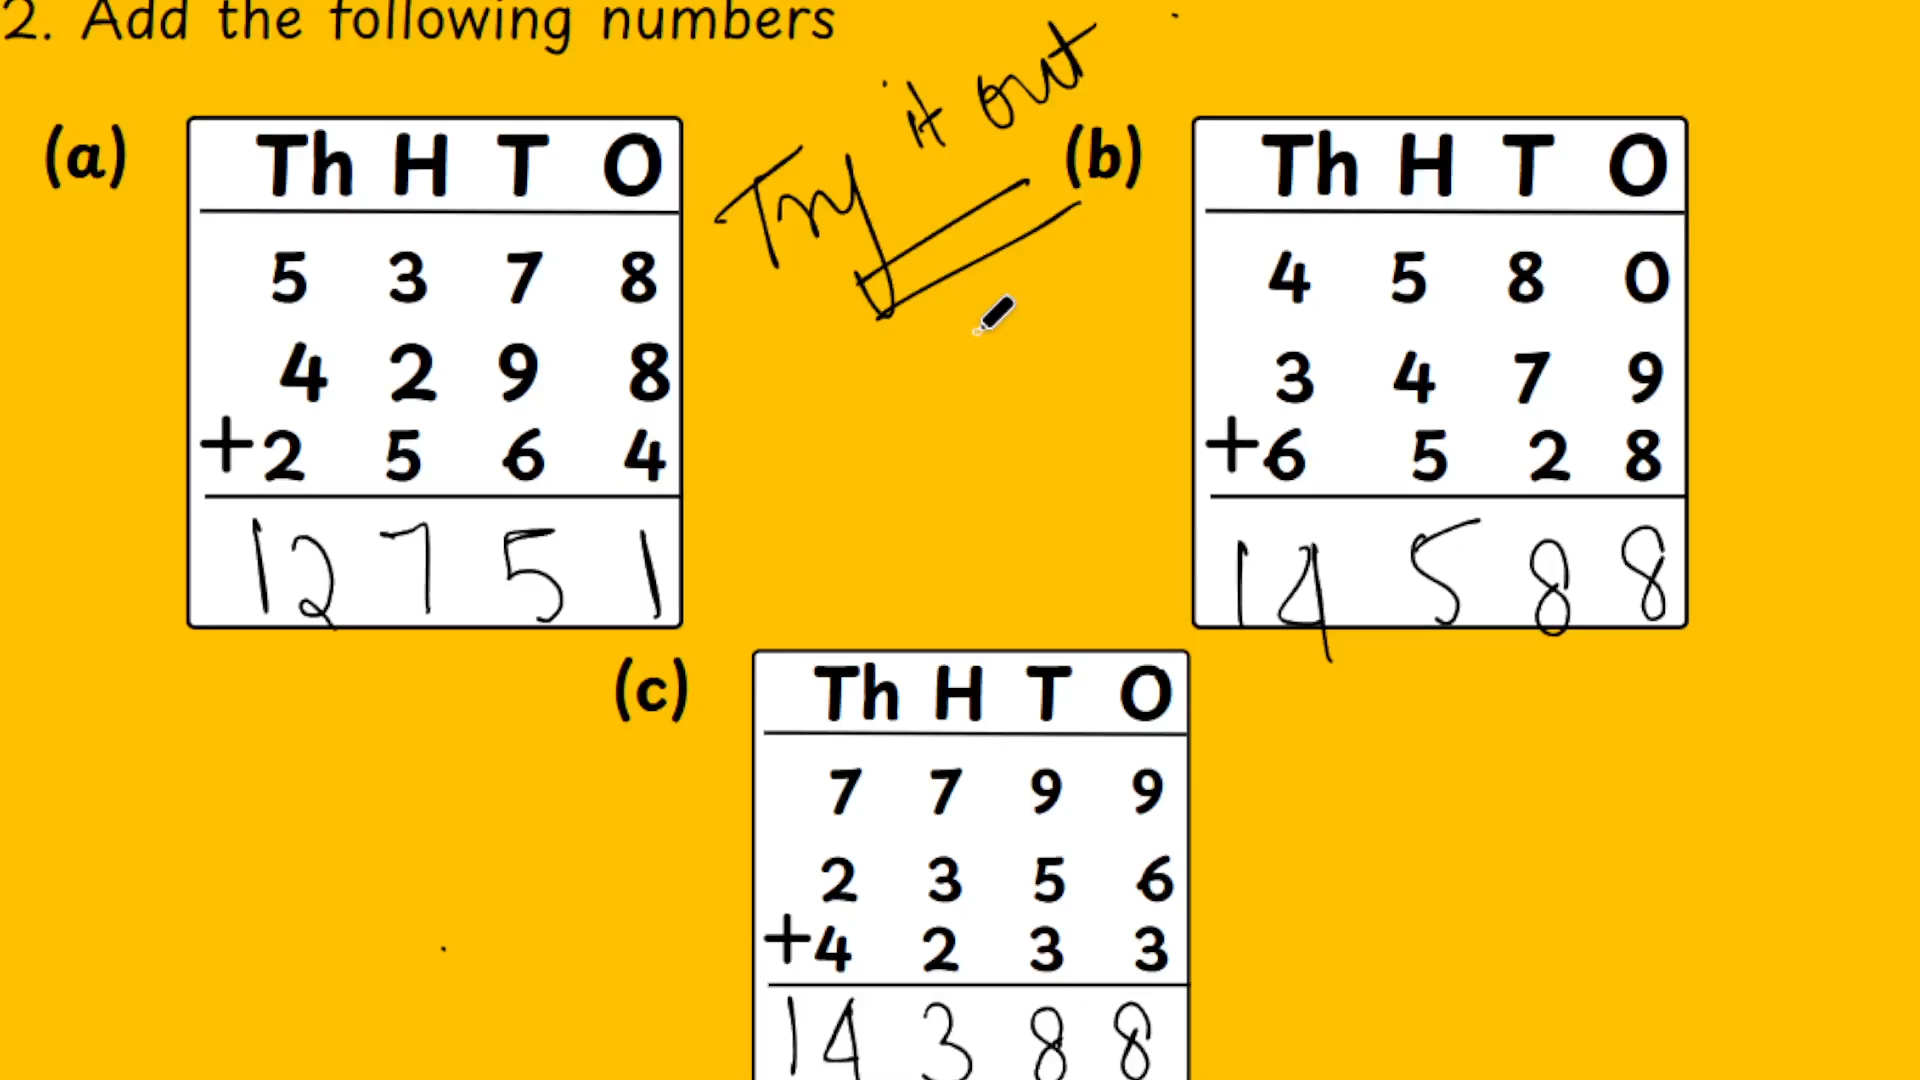 2. Add the following numbers
Try it out
(a)
Th H T O
5 3 7 8
4 2 9 8
+2 5 6 4
12 7 5 1
(b)
Th H T O
4 5 8 0
3 4 7 9
+6 5 2 8
14 5 8 8
(c)
Th H T O
7 7 9 9
2 3 5 6
+4 2 3 3
14 3 8 8